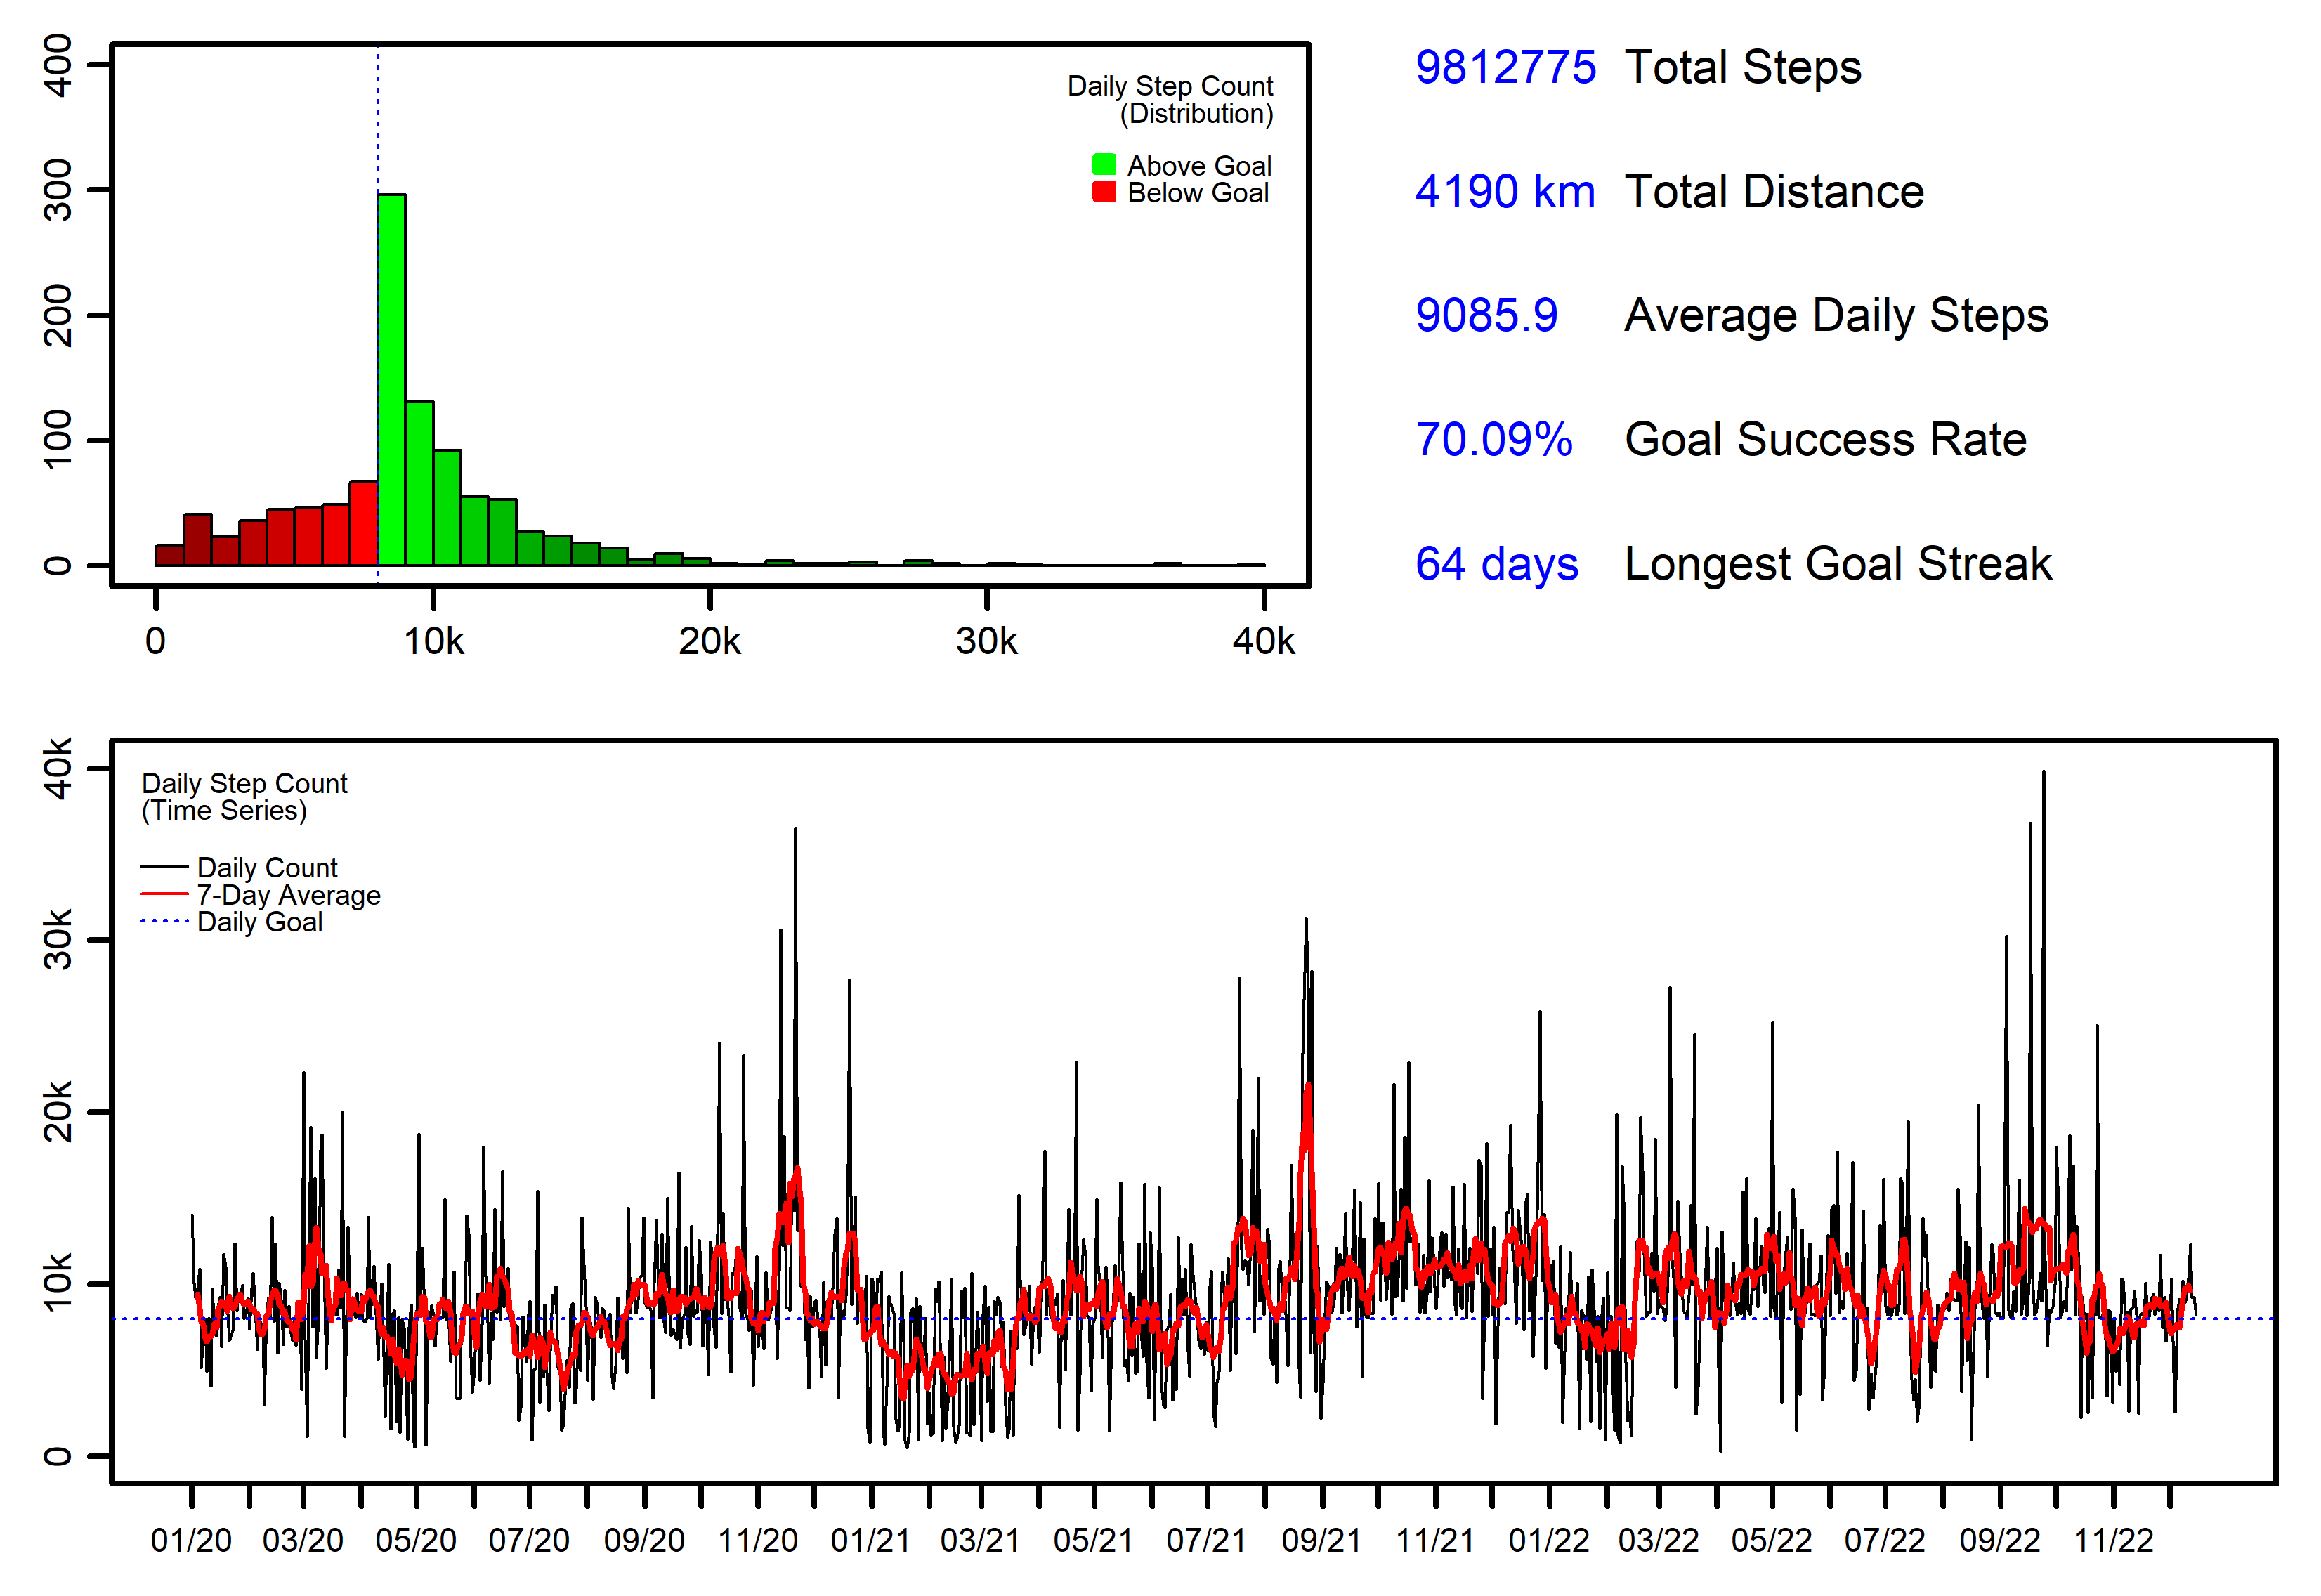 400
300
200
100
0
0
10k
20k
30k
40k
Daily Step Count
(Distribution)
Above Goal
Below Goal
9812775 Total Steps
4190 km Total Distance
9085.9 Average Daily Steps
70.09% Goal Success Rate
64 days Longest Goal Streak
40k
30k
20k
10k
0
Daily Step Count
(Time Series)
Daily Count
7-Day Average
Daily Goal
01/20 03/20 05/20 07/20 09/20 11/20 01/21 03/21 05/21 07/21 09/21 11/21 01/22 03/22 05/22 07/22 09/22 11/22